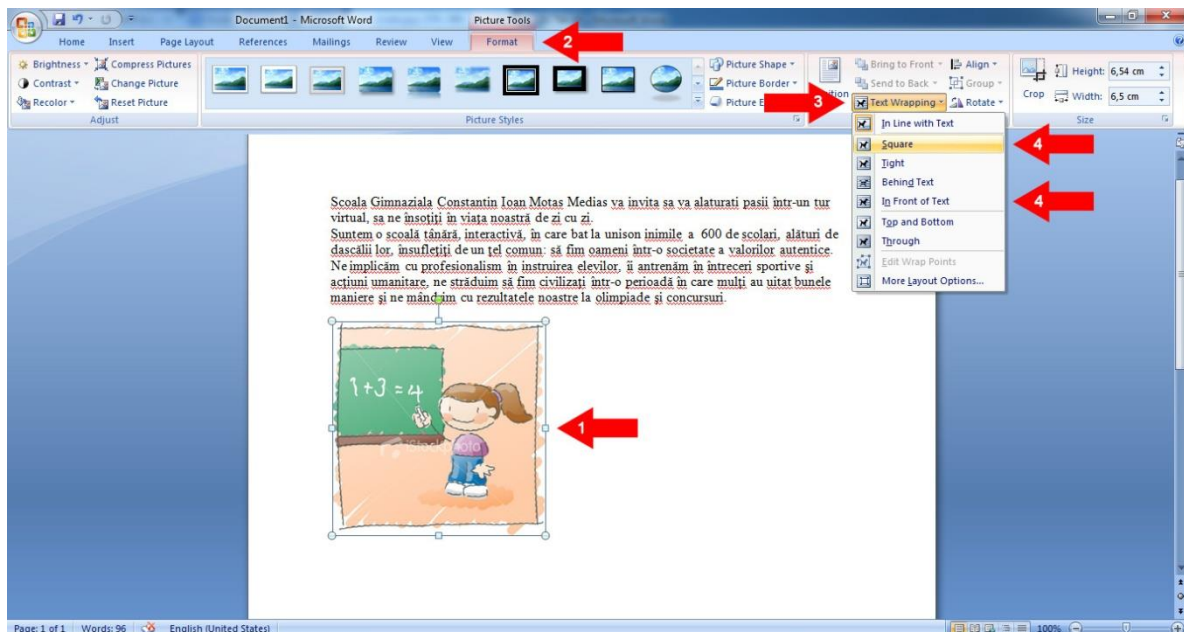 Document1 - Microsoft Word
Picture Tools
Home Insert Page Layout References Mailings Review View Format
2
Brightness
Compress Pictures
Contrast
Change Picture
Recolor
Reset Picture
Adjust
Picture Styles
Picture Shape
Picture Border
Picture E
3
Bring to Front
Send to Back
Text Wrapping
Align
Group
Rotate
Crop
Height: 6,54 cm
Width: 6,5 cm
Size
In Line with Text
Square
4
Tight
Behind Text
In Front of Text
4
Top and Bottom
Through
Edit Wrap Points
More Layout Options...
Scoala Gimnaziala Constantin Ioan Motas Medias va invita sa va alaturati pasii într-un tur
virtual, sa ne însoțiți în viața noastră de zi cu zi.
Suntem o școală tânără, interactivă, în care bat la unison inimile a 600 de școlari, alături de
dascălii lor, însuflețiți de un țel comun: să fim oameni într-o societate a valorilor autentice.
Ne implicăm cu profesionalism în instruirea elevilor, îi antrenăm în întreceri sportive și
acțiuni umanitare, ne străduim să fim civilizați într-o perioadă în care mulți au uitat bunele
maniere și ne mândrim cu rezultatele noastre la olimpiade și concursuri.
1+3=4
iStockphoto
1
Page: 1 of 1 Words: 96 English (United States) 100%